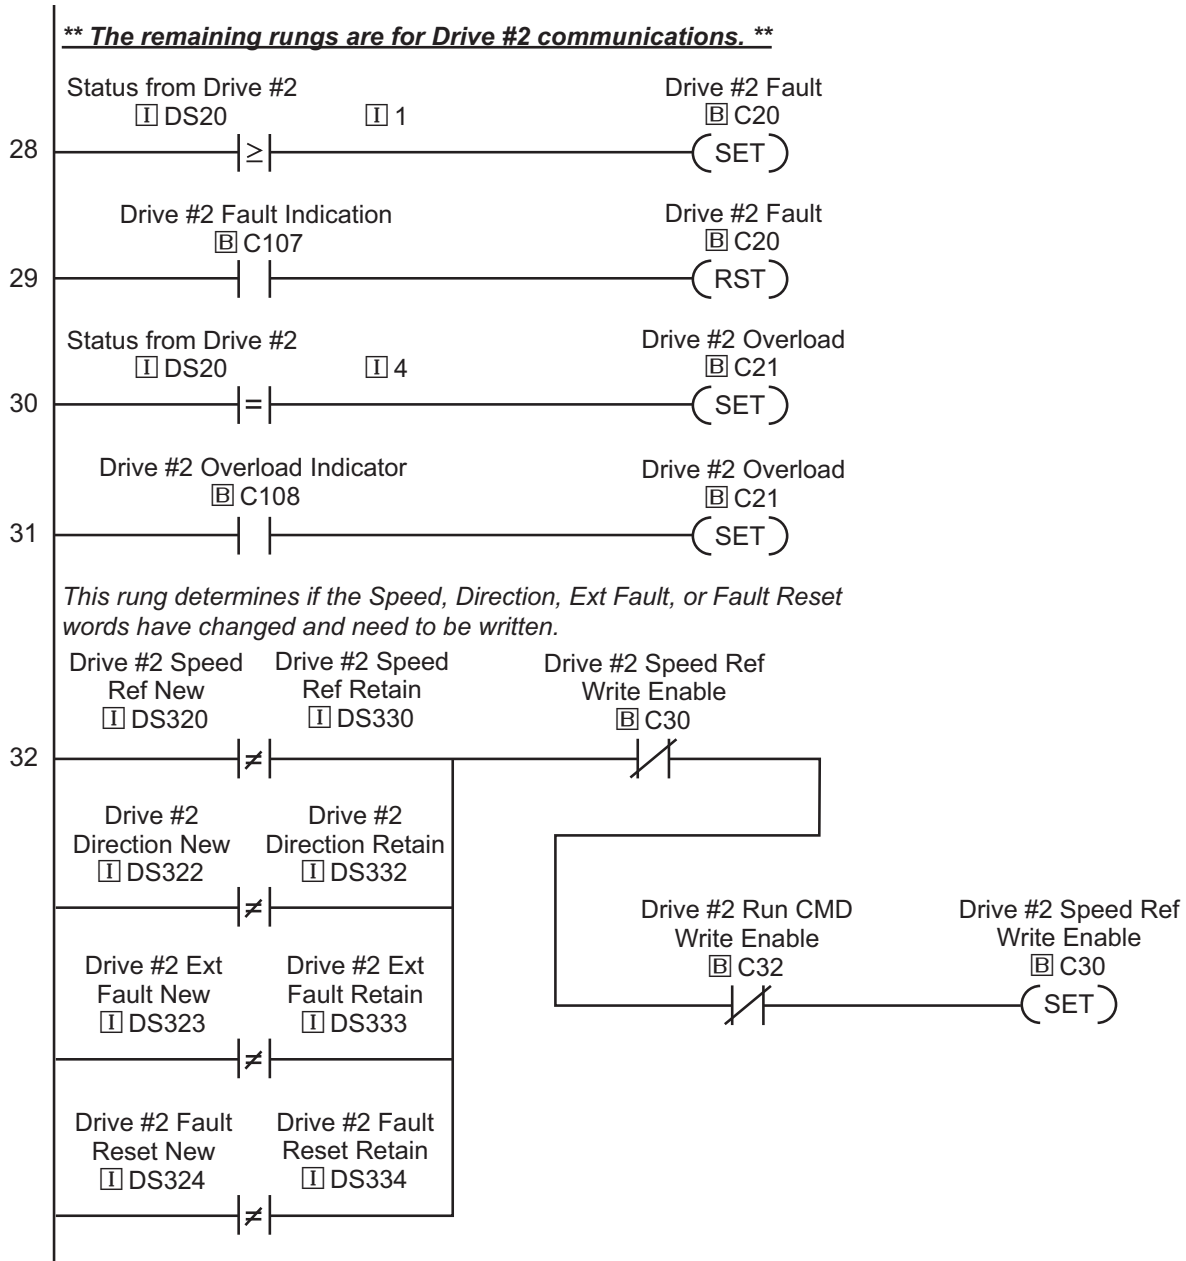 ** The remaining rungs are for Drive #2 communications. **
Status from Drive #2
I DS20 I 1
Drive #2 Fault
B C20
28 ≥ SET
Drive #2 Fault Indication
B C107
Drive #2 Fault
B C20
29 RST
Status from Drive #2
I DS20 I 4
Drive #2 Overload
B C21
30 = SET
Drive #2 Overload Indicator
B C108
Drive #2 Overload
B C21
31 SET
This rung determines if the Speed, Direction, Ext Fault, or Fault Reset
words have changed and need to be written.
Drive #2 Speed
Ref New
I DS320
Drive #2 Speed
Ref Retain
I DS330
Drive #2 Speed Ref
Write Enable
B C30
32 ≠
Drive #2
Direction New
I DS322
Drive #2
Direction Retain
I DS332
≠
Drive #2 Run CMD
Write Enable
B C32
Drive #2 Speed Ref
Write Enable
B C30
SET
Drive #2 Ext
Fault New
I DS323
Drive #2 Ext
Fault Retain
I DS333
≠
Drive #2 Fault
Reset New
I DS324
Drive #2 Fault
Reset Retain
I DS334
≠